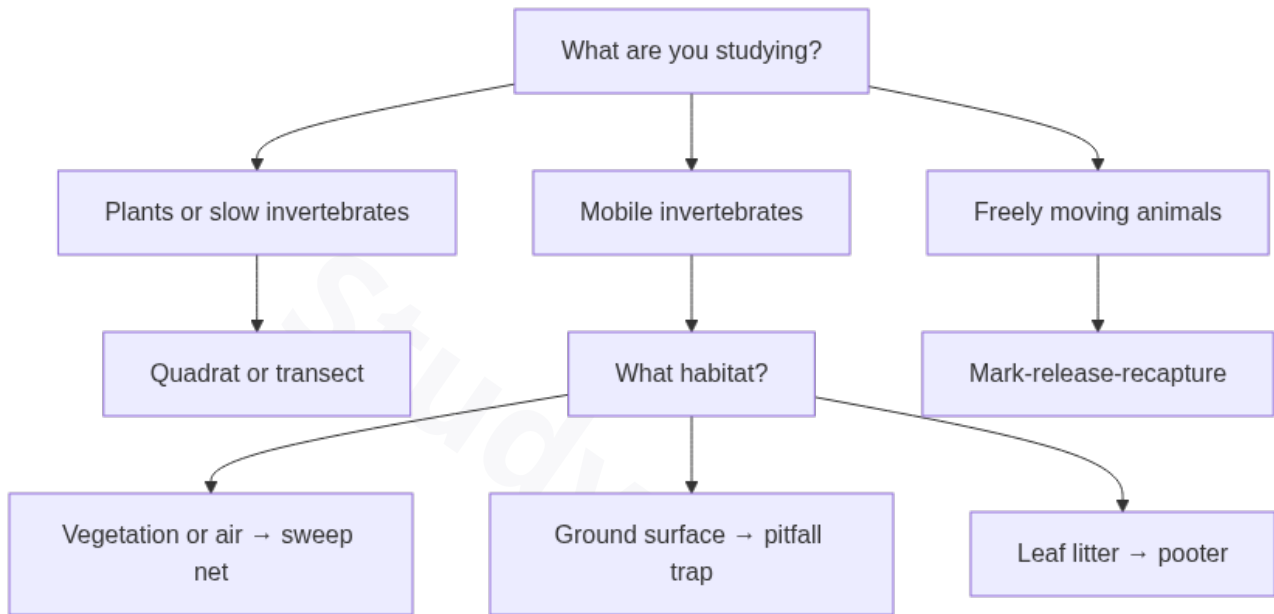 What are you studying?
Plants or slow invertebrates
Mobile invertebrates
Freely moving animals
Quadrat or transect
What habitat?
Mark-release-recapture
Vegetation or air → sweep
net
Ground surface → pitfall
trap
Leaf litter → pooter
Study